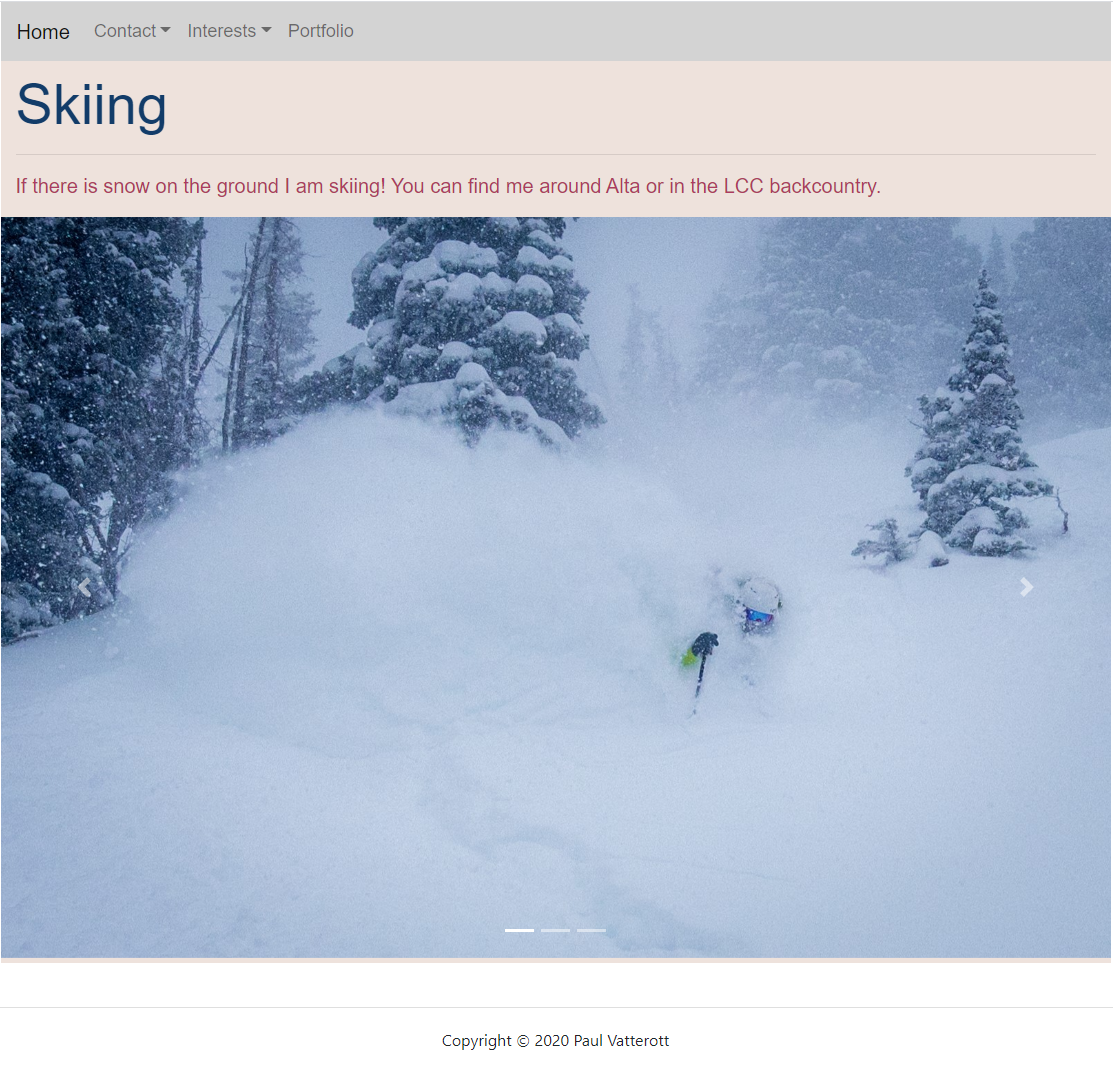 Home Contact Interests Portfolio
Skiing
If there is snow on the ground I am skiing! You can find me around Alta or in the LCC backcountry.
Copyright © 2020 Paul Vatterott